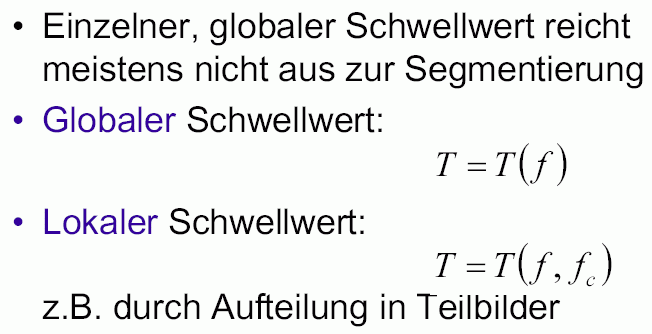 • Einzelner, globaler Schwellwert reicht
meistens nicht aus zur Segmentierung
• Globaler Schwellwert:
T = T(f)
• Lokaler Schwellwert:
T = T(f, f_c)
z.B. durch Aufteilung in Teilbilder